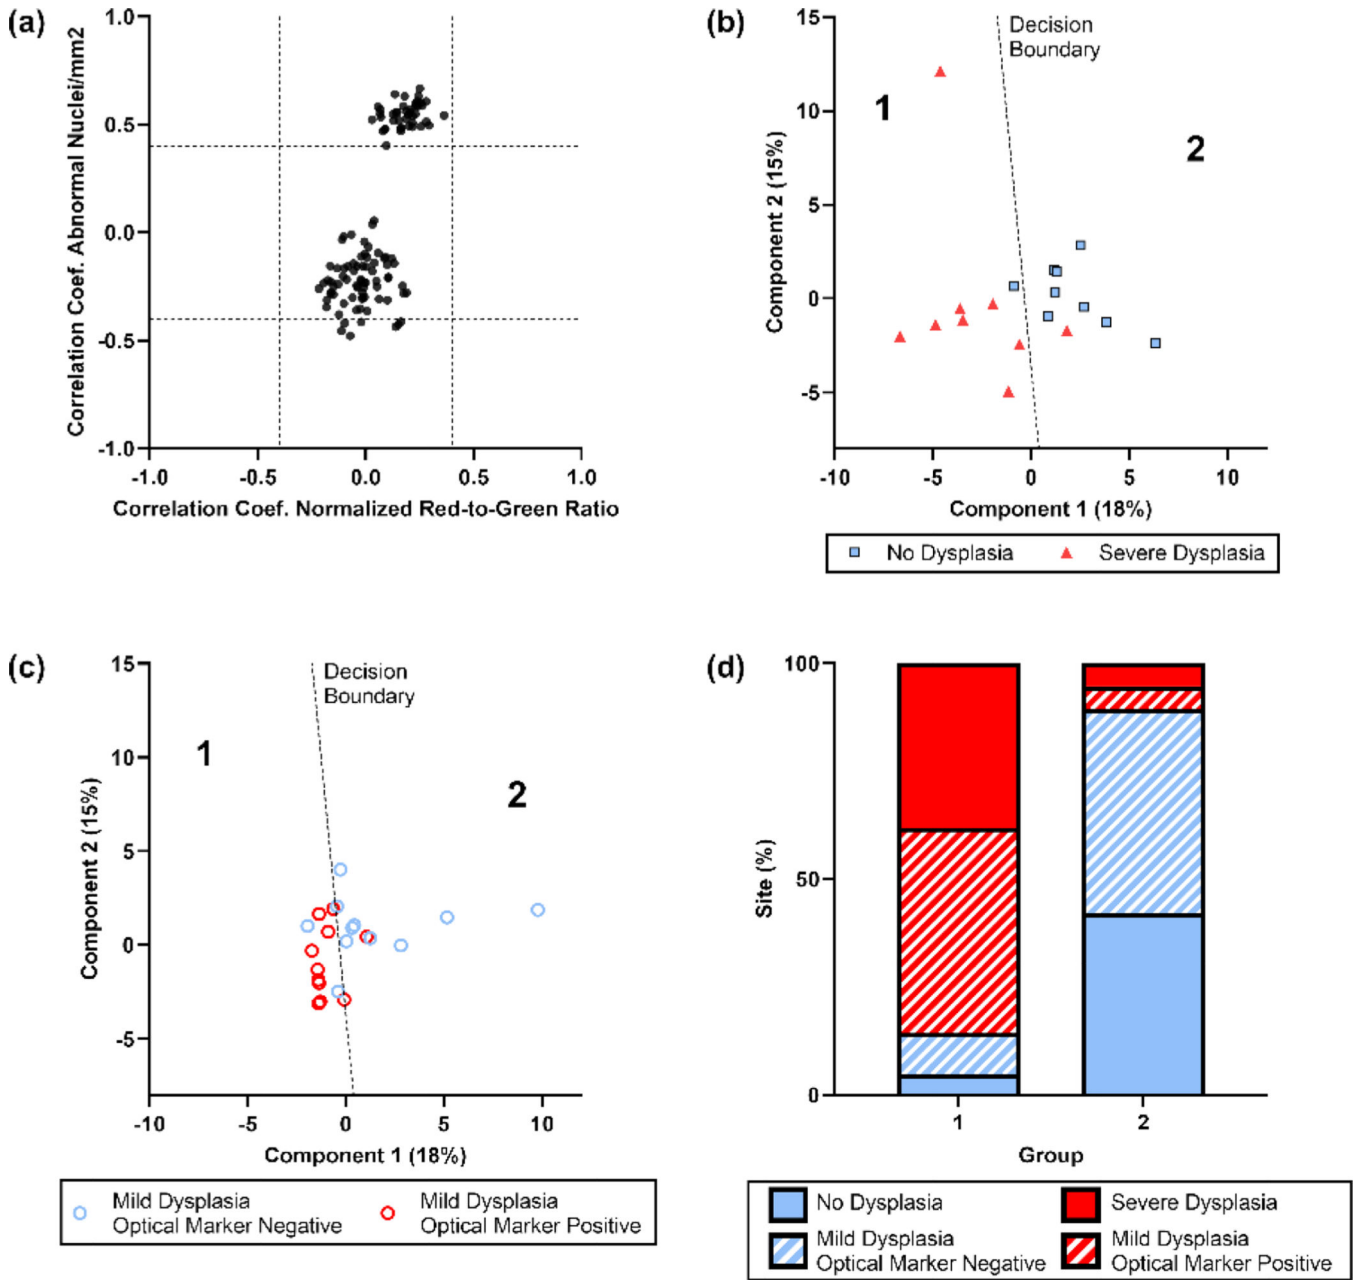 (a)
Correlation Coef. Abnormal Nuclei/mm2
1.0
0.5
0.0
-0.5
-1.0
-1.0 -0.5 0.0 0.5 1.0
Correlation Coef. Normalized Red-to-Green Ratio
(b)
Component 2 (15%)
15
10
5
0
-5
Decision
Boundary
1
2
-10 -5 0 5 10
Component 1 (18%)
No Dysplasia Severe Dysplasia
(c)
Component 2 (15%)
15
10
5
0
-5
Decision
Boundary
1
2
-10 -5 0 5 10
Component 1 (18%)
Mild Dysplasia
Optical Marker Negative
Mild Dysplasia
Optical Marker Positive
(d)
Site (%)
100
50
0
1 2
Group
No Dysplasia
Severe Dysplasia
Mild Dysplasia
Optical Marker Negative
Mild Dysplasia
Optical Marker Positive